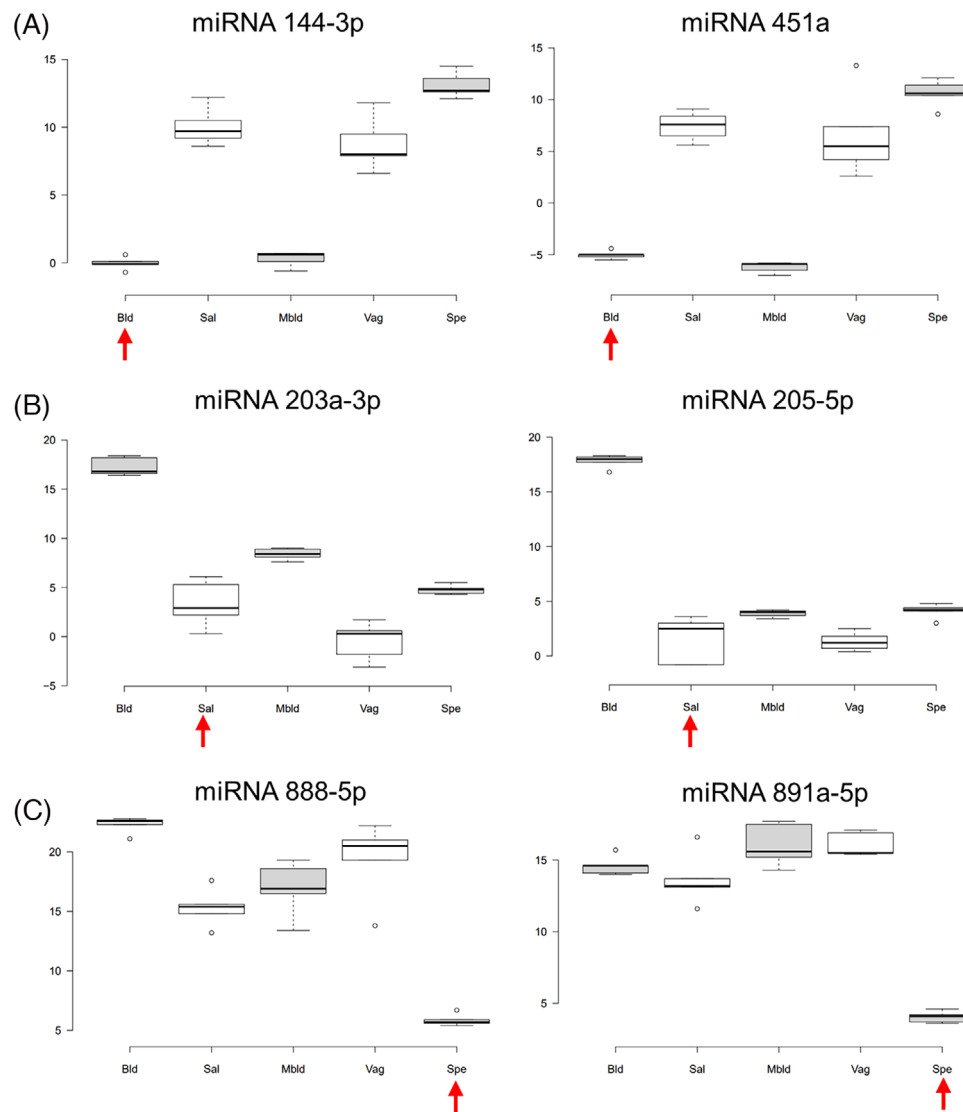 (A)
miRNA 144-3p
miRNA 451a
15
10
5
0
Bld Sal Mbld Vag Spe
15
10
5
0
−5
Bld Sal Mbld Vag Spe
(B)
miRNA 203a-3p
miRNA 205-5p
20
15
10
5
0
−5
Bld Sal Mbld Vag Spe
20
15
10
5
0
Bld Sal Mbld Vag Spe
(C)
miRNA 888-5p
miRNA 891a-5p
20
15
10
5
Bld Sal Mbld Vag Spe
15
10
5
Bld Sal Mbld Vag Spe